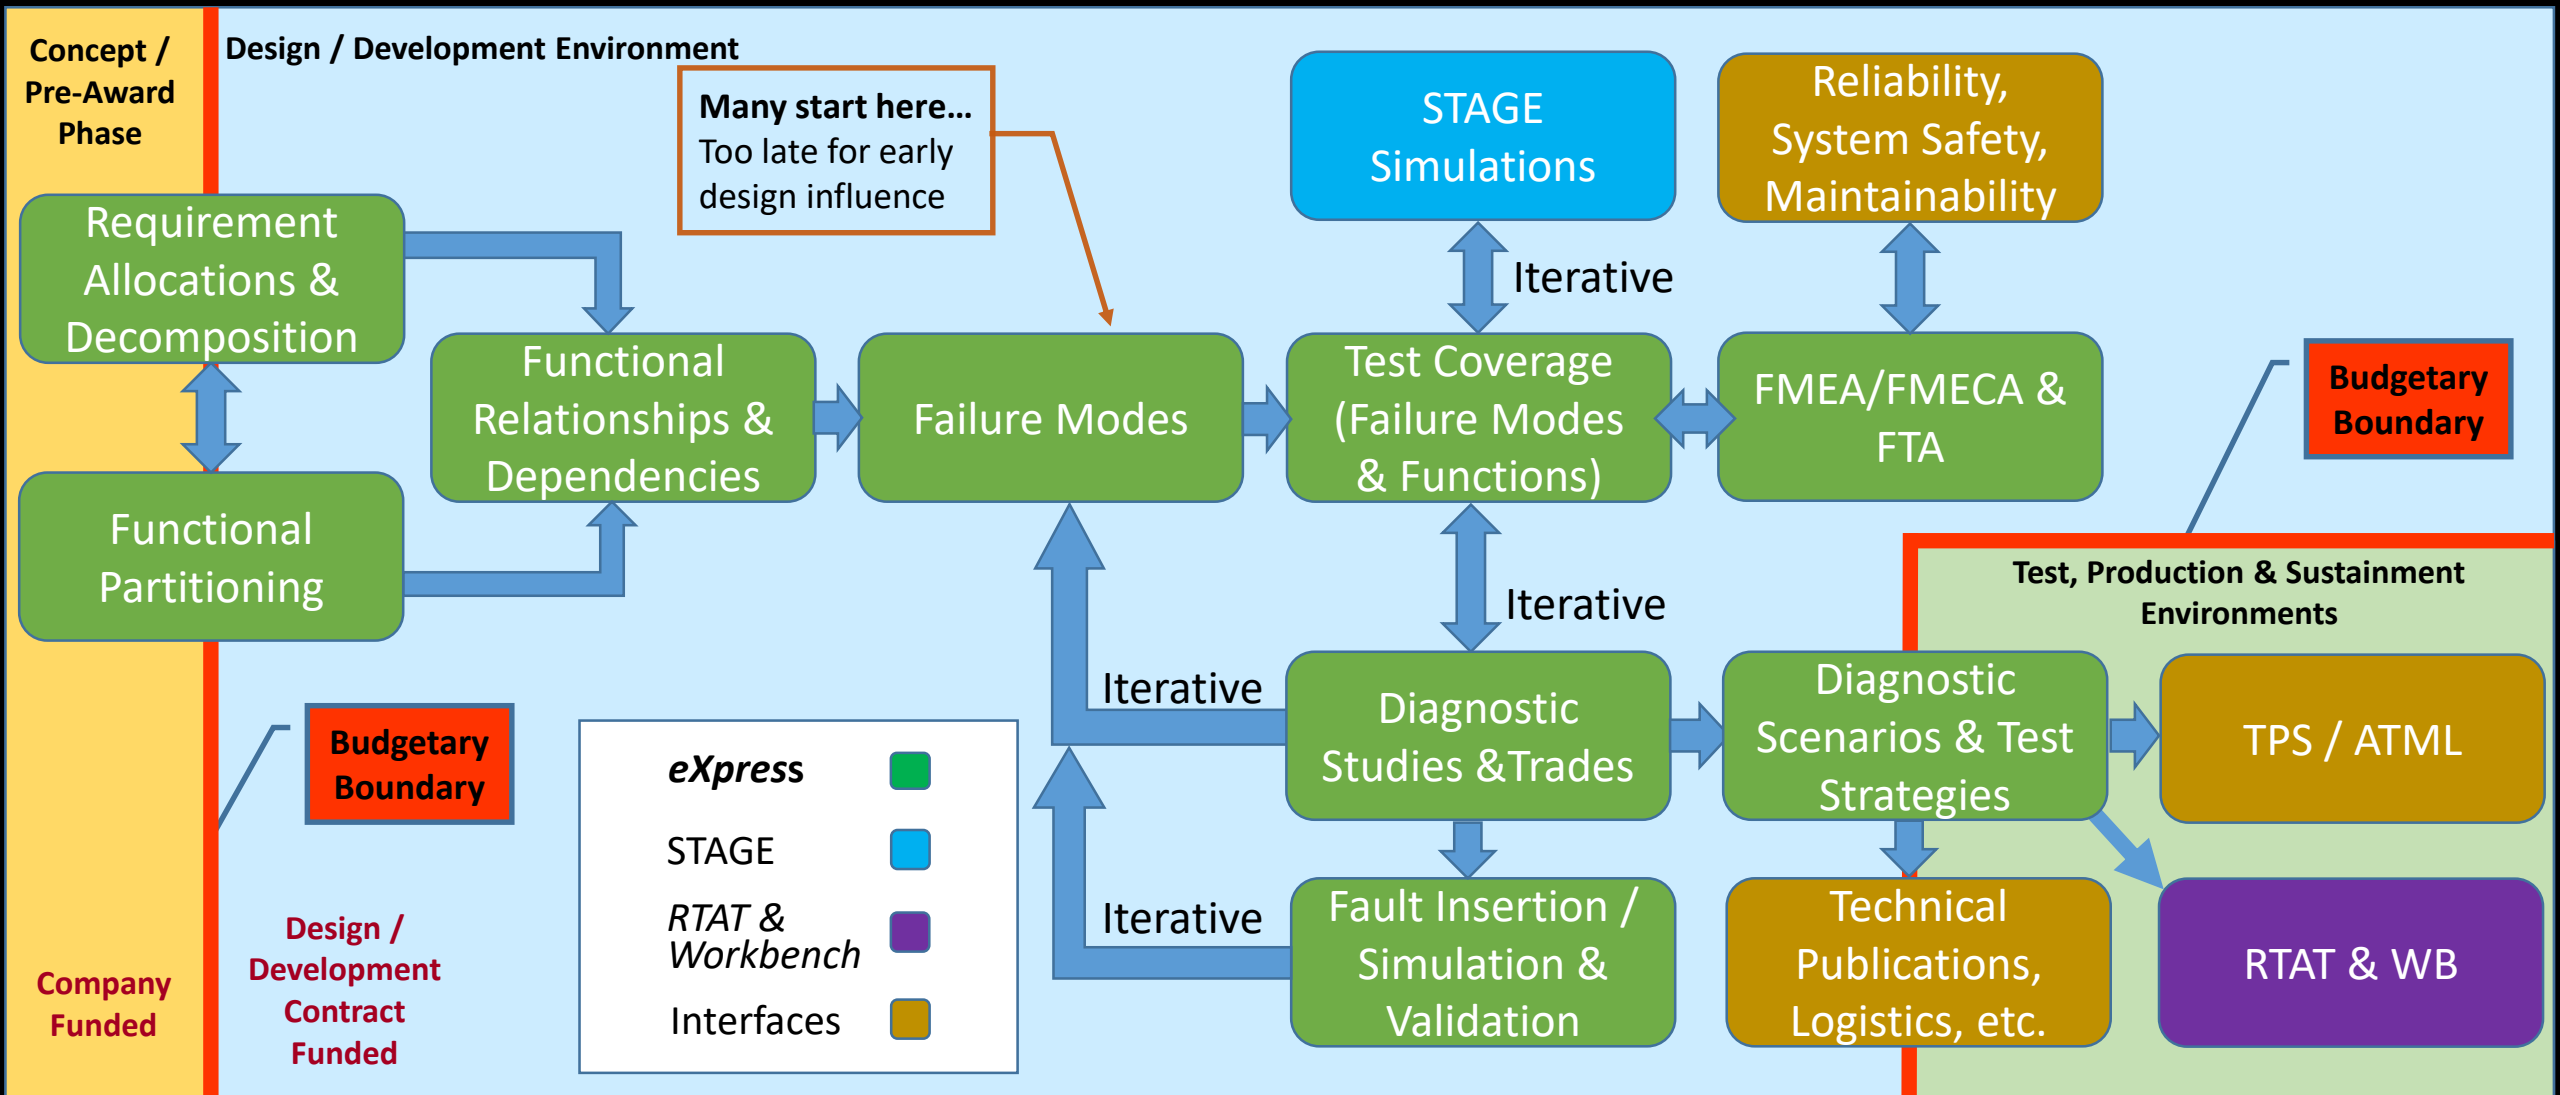 Concept /
Pre-Award
Phase
Design / Development Environment
Many start here...
Too late for early
design influence
STAGE
Simulations
Reliability,
System Safety,
Maintainability
Requirement
Allocations &
Decomposition
Iterative
Functional
Relationships &
Dependencies
Failure Modes
Test Coverage
(Failure Modes
& Functions)
FMEA/FMECA &
FTA
Budgetary
Boundary
Functional
Partitioning
Iterative
Test, Production & Sustainment
Environments
Iterative
Diagnostic
Studies &Trades
Diagnostic
Scenarios & Test
Strategies
TPS / ATML
Budgetary
Boundary
eXpress
STAGE
RTAT &
Workbench
Interfaces
Iterative
Fault Insertion /
Simulation &
Validation
Technical
Publications,
Logistics, etc.
RTAT & WB
Company
Funded
Design /
Development
Contract
Funded